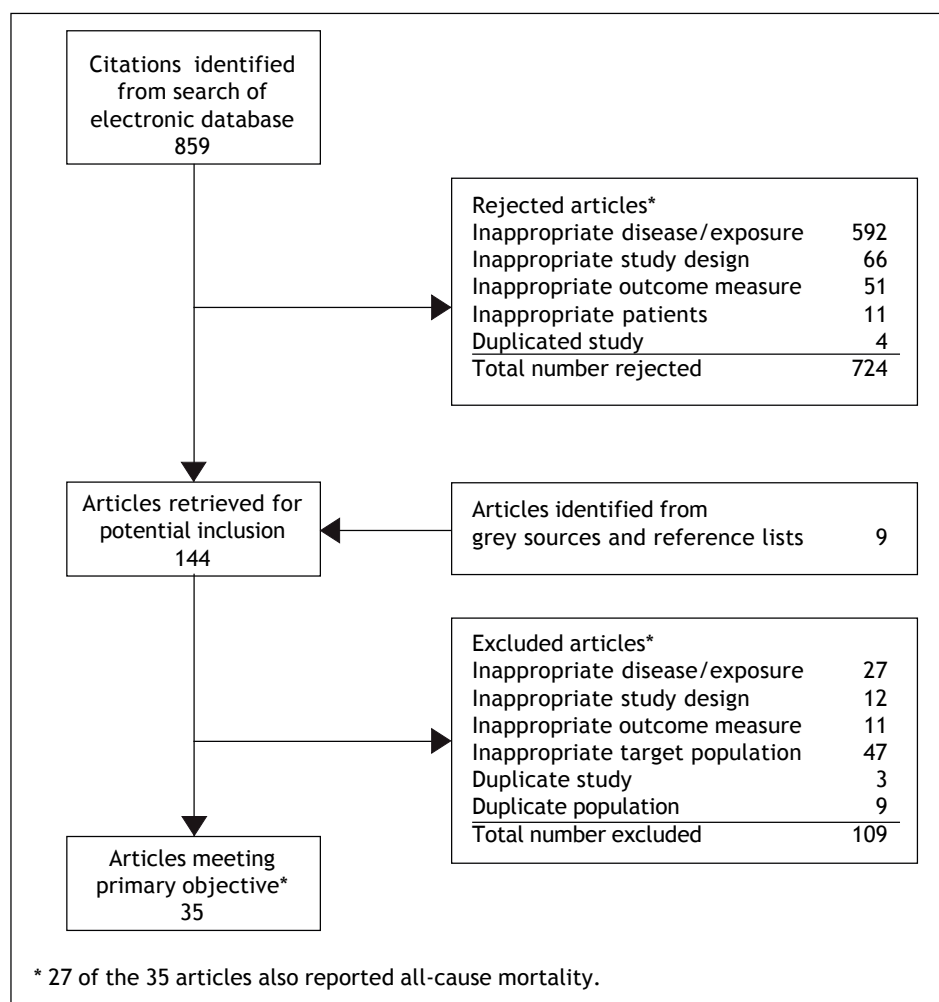 Citations identified
from search of
electronic database
859
Rejected articles*
Inappropriate disease/exposure 592
Inappropriate study design 66
Inappropriate outcome measure 51
Inappropriate patients 11
Duplicated study 4
Total number rejected 724
Articles retrieved for
potential inclusion
144
Articles identified from
grey sources and reference lists 9
Excluded articles*
Inappropriate disease/exposure 27
Inappropriate study design 12
Inappropriate outcome measure 11
Inappropriate target population 47
Duplicate study 3
Duplicate population 9
Total number excluded 109
Articles meeting
primary objective*
35
* 27 of the 35 articles also reported all-cause mortality.